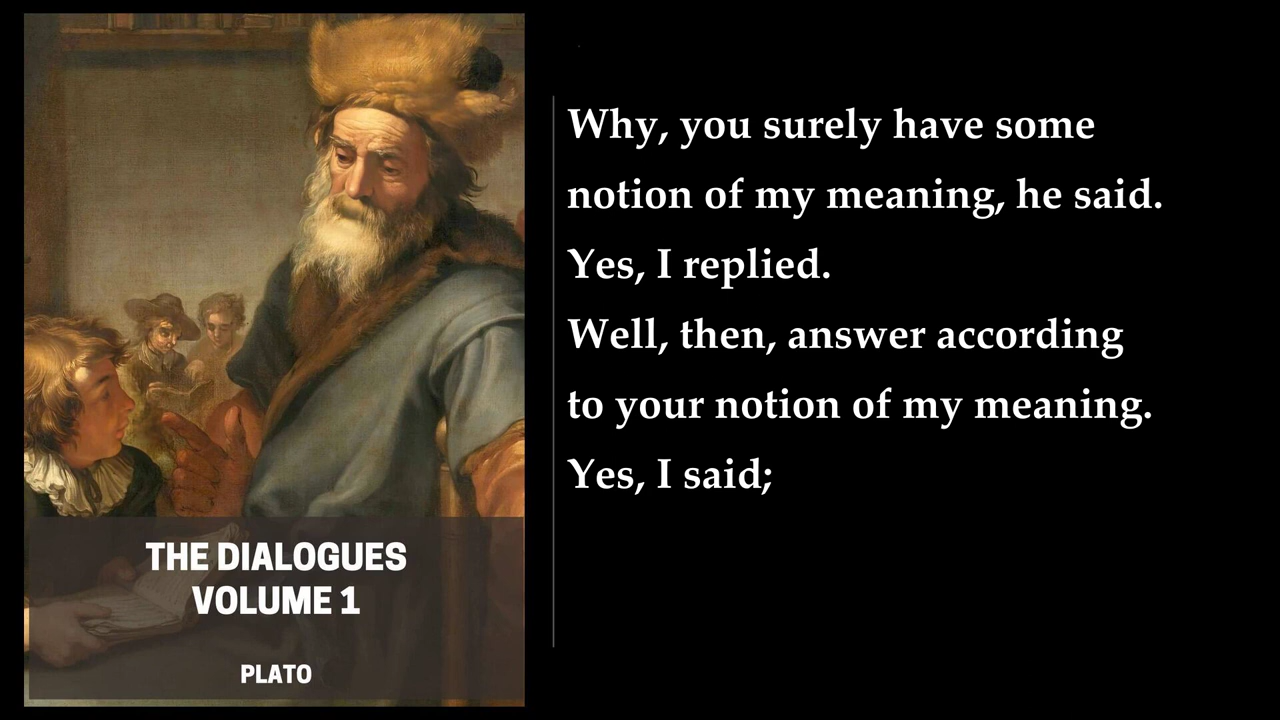 Why, you surely have some
notion of my meaning, he said.
Yes, I replied.
Well, then, answer according
to your notion of my meaning.
Yes, I said;
THE DIALOGUES
VOLUME 1
PLATO